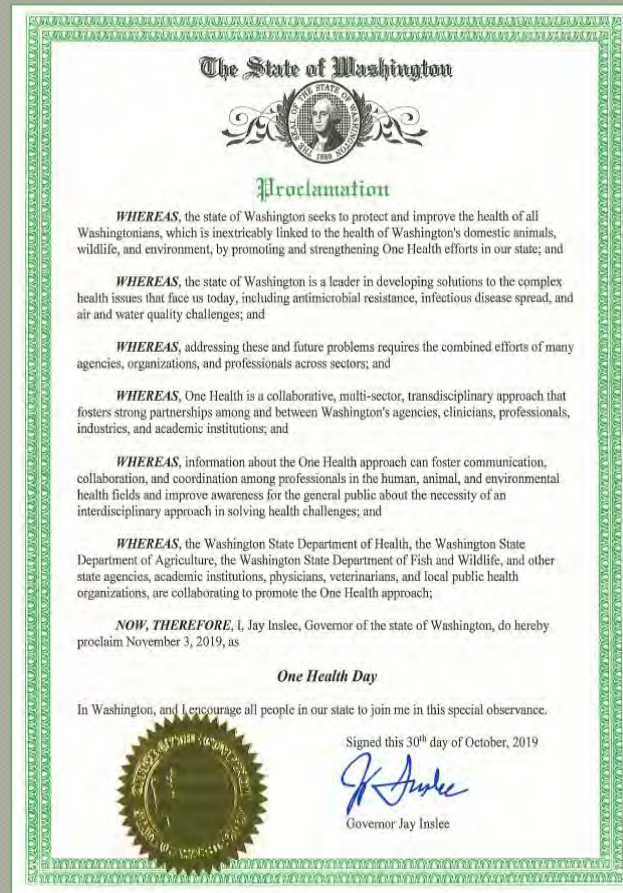 The State of Washington
THE SEAL OF THE STATE OF WASHINGTON
1889
Proclamation
WHEREAS, the state of Washington seeks to protect and improve the health of all
Washingtonians, which is inextricably linked to the health of Washington's domestic animals,
wildlife, and environment, by promoting and strengthening One Health efforts in our state; and
WHEREAS, the state of Washington is a leader in developing solutions to the complex
health issues that face us today, including antimicrobial resistance, infectious disease spread, and
air and water quality challenges; and
WHEREAS, addressing these and future problems requires the combined efforts of many
agencies, organizations, and professionals across sectors; and
WHEREAS, One Health is a collaborative, multi-sector, transdisciplinary approach that
fosters strong partnerships among and between Washington's agencies, clinicians, professionals,
industries, and academic institutions; and
WHEREAS, information about the One Health approach can foster communication,
collaboration, and coordination among professionals in the human, animal, and environmental
health fields and improve awareness for the general public about the necessity of an
interdisciplinary approach in solving health challenges; and
WHEREAS, the Washington State Department of Health, the Washington State
Department of Agriculture, the Washington State Department of Fish and Wildlife, and other
state agencies, academic institutions, physicians, veterinarians, and local public health
organizations, are collaborating to promote the One Health approach;
NOW, THEREFORE, I, Jay Inslee, Governor of the state of Washington, do hereby
proclaim November 3, 2019, as
One Health Day
In Washington, and I encourage all people in our state to join me in this special observance.
Signed this 30th day of October, 2019
Jay Inslee
Governor Jay Inslee